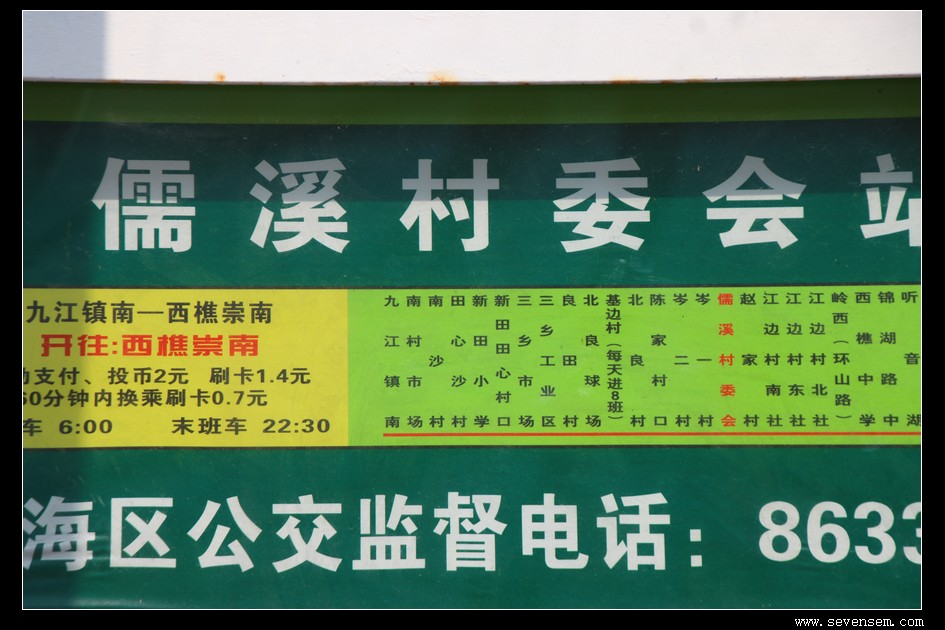 儒溪村委会站
九江镇南—西樵崇南
开往:西樵崇南
支付、投币2元 刷卡1.4元
60分钟内换乘刷卡0.7元
车 6:00 末班车 22:30
九江镇南
南村市场
南沙村
田心沙村
新田小学
新田田心村口
三乡市场
三乡工业区
良田村
北良球场
基边村(每天进8班)
北良村
陈家村口
岑二村
岑一村
儒溪村委会
赵家村
江边村南社
江边村东社
江边村北社
岭西(环山路)
西樵中学
锦湖路中
听音湖
海区公交监督电话：8633
www.sevensem.com